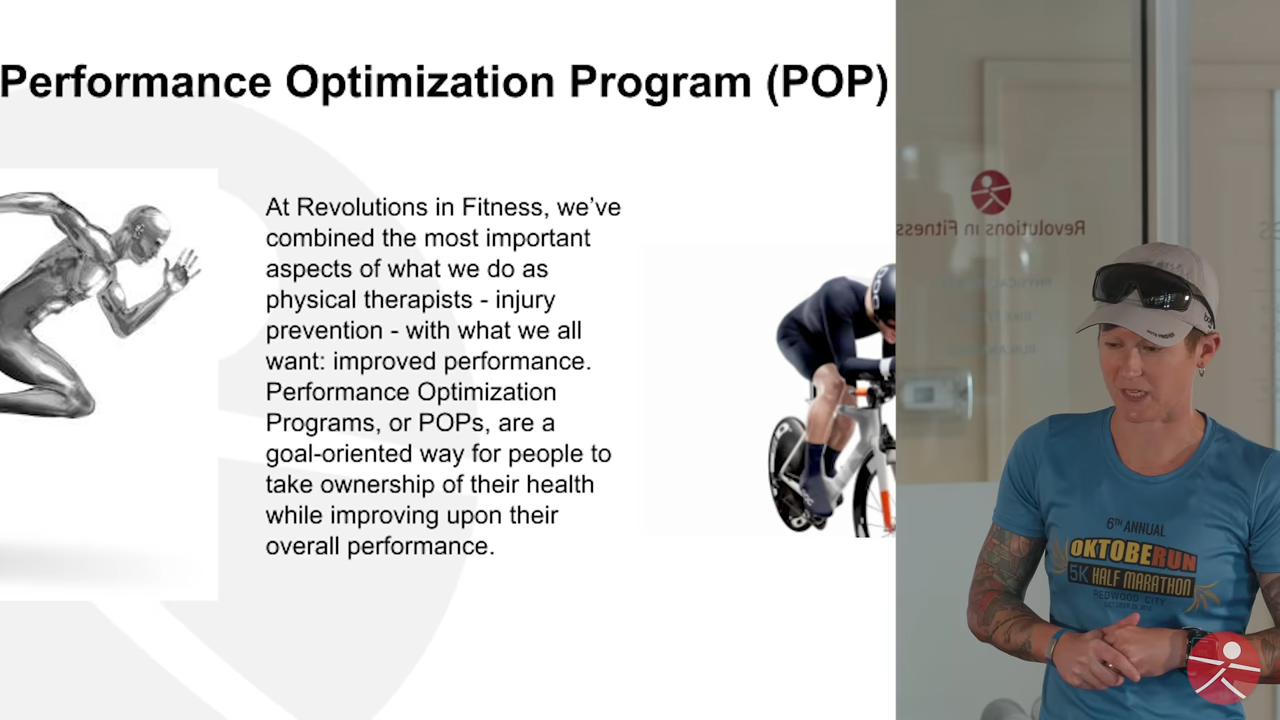 Performance Optimization Program (POP)
At Revolutions in Fitness, we’ve
combined the most important
aspects of what we do as
physical therapists - injury
prevention - with what we all
want: improved performance.
Performance Optimization
Programs, or POPs, are a
goal-oriented way for people to
take ownership of their health
while improving upon their
overall performance.
Revolutions in Fitness
6TH ANNUAL
OKTOBERUN
5K HALF MARATHON
REDWOOD CITY